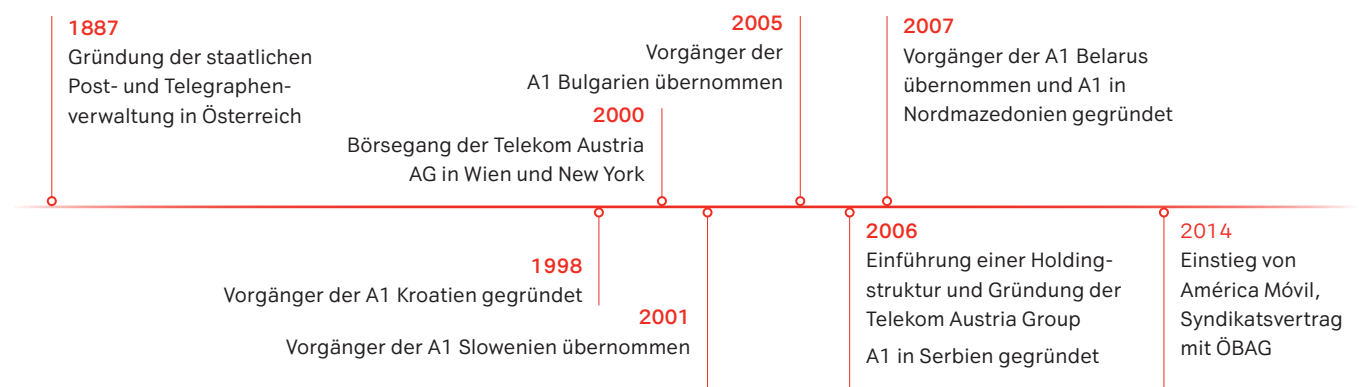 1887
Gründung der staatlichen
Post- und Telegraphen-
verwaltung in Österreich
1998
Vorgänger der A1 Kroatien gegründet
2000
Börsegang der Telekom Austria
AG in Wien und New York
2001
Vorgänger der A1 Slowenien übernommen
2005
Vorgänger der
A1 Bulgarien übernommen
2006
Einführung einer Holding-
struktur und Gründung der
Telekom Austria Group
A1 in Serbien gegründet
2007
Vorgänger der A1 Belarus
übernommen und A1 in
Nordmazedonien gegründet
2014
Einstieg von
América Móvil,
Syndikatsvertrag
mit ÖBAG